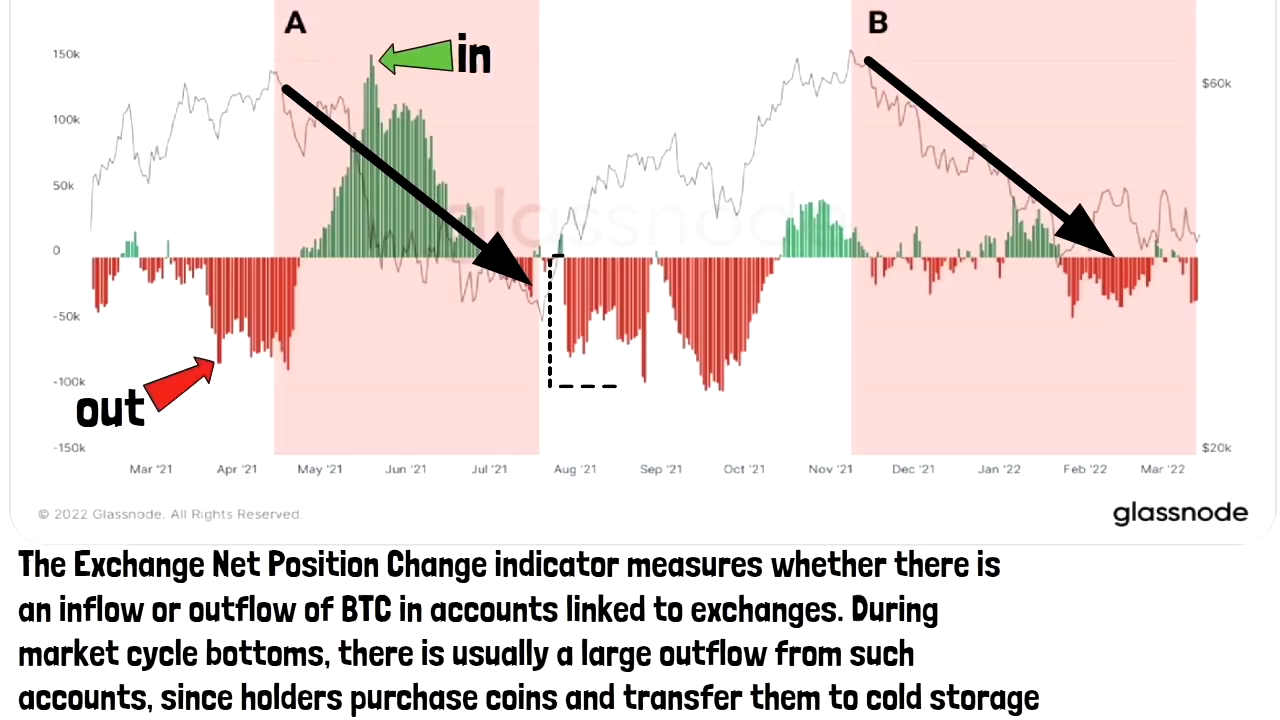 A
B
in
150k
$60k
100k
50k
glassnode
0
-50k
-100k
out
-150k
$20k
Mar '21 Apr '21 May '21 Jun '21 Jul '21 Aug '21 Sep '21 Oct '21 Nov '21 Dec '21 Jan '22 Feb '22 Mar '22
© 2022 Glassnode. All Rights Reserved.
glassnode
The Exchange Net Position Change indicator measures whether there is
an inflow or outflow of BTC in accounts linked to exchanges. During
market cycle bottoms, there is usually a large outflow from such
accounts, since holders purchase coins and transfer them to cold storage